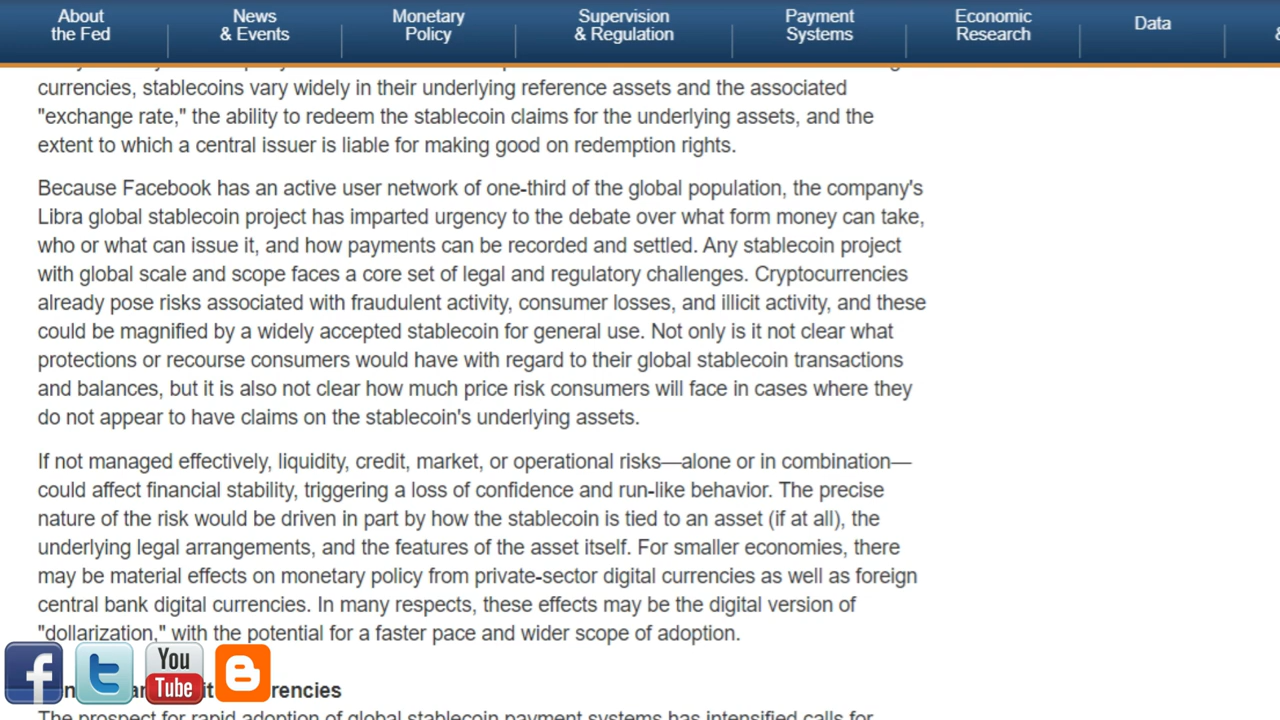 About
the Fed
News
& Events
Monetary
Policy
Supervision
& Regulation
Payment
Systems
Economic
Research
Data
&
currencies, stablecoins vary widely in their underlying reference assets and the associated
"exchange rate," the ability to redeem the stablecoin claims for the underlying assets, and the
extent to which a central issuer is liable for making good on redemption rights.
Because Facebook has an active user network of one-third of the global population, the company's
Libra global stablecoin project has imparted urgency to the debate over what form money can take,
who or what can issue it, and how payments can be recorded and settled. Any stablecoin project
with global scale and scope faces a core set of legal and regulatory challenges. Cryptocurrencies
already pose risks associated with fraudulent activity, consumer losses, and illicit activity, and these
could be magnified by a widely accepted stablecoin for general use. Not only is it not clear what
protections or recourse consumers would have with regard to their global stablecoin transactions
and balances, but it is also not clear how much price risk consumers will face in cases where they
do not appear to have claims on the stablecoin's underlying assets.
If not managed effectively, liquidity, credit, market, or operational risks—alone or in combination—
could affect financial stability, triggering a loss of confidence and run-like behavior. The precise
nature of the risk would be driven in part by how the stablecoin is tied to an asset (if at all), the
underlying legal arrangements, and the features of the asset itself. For smaller economies, there
may be material effects on monetary policy from private-sector digital currencies as well as foreign
central bank digital currencies. In many respects, these effects may be the digital version of
"dollarization," with the potential for a faster pace and wider scope of adoption.
You
Tube
rencies
The prospect for rapid adoption of global stablecoin payment systems has intensified calls for